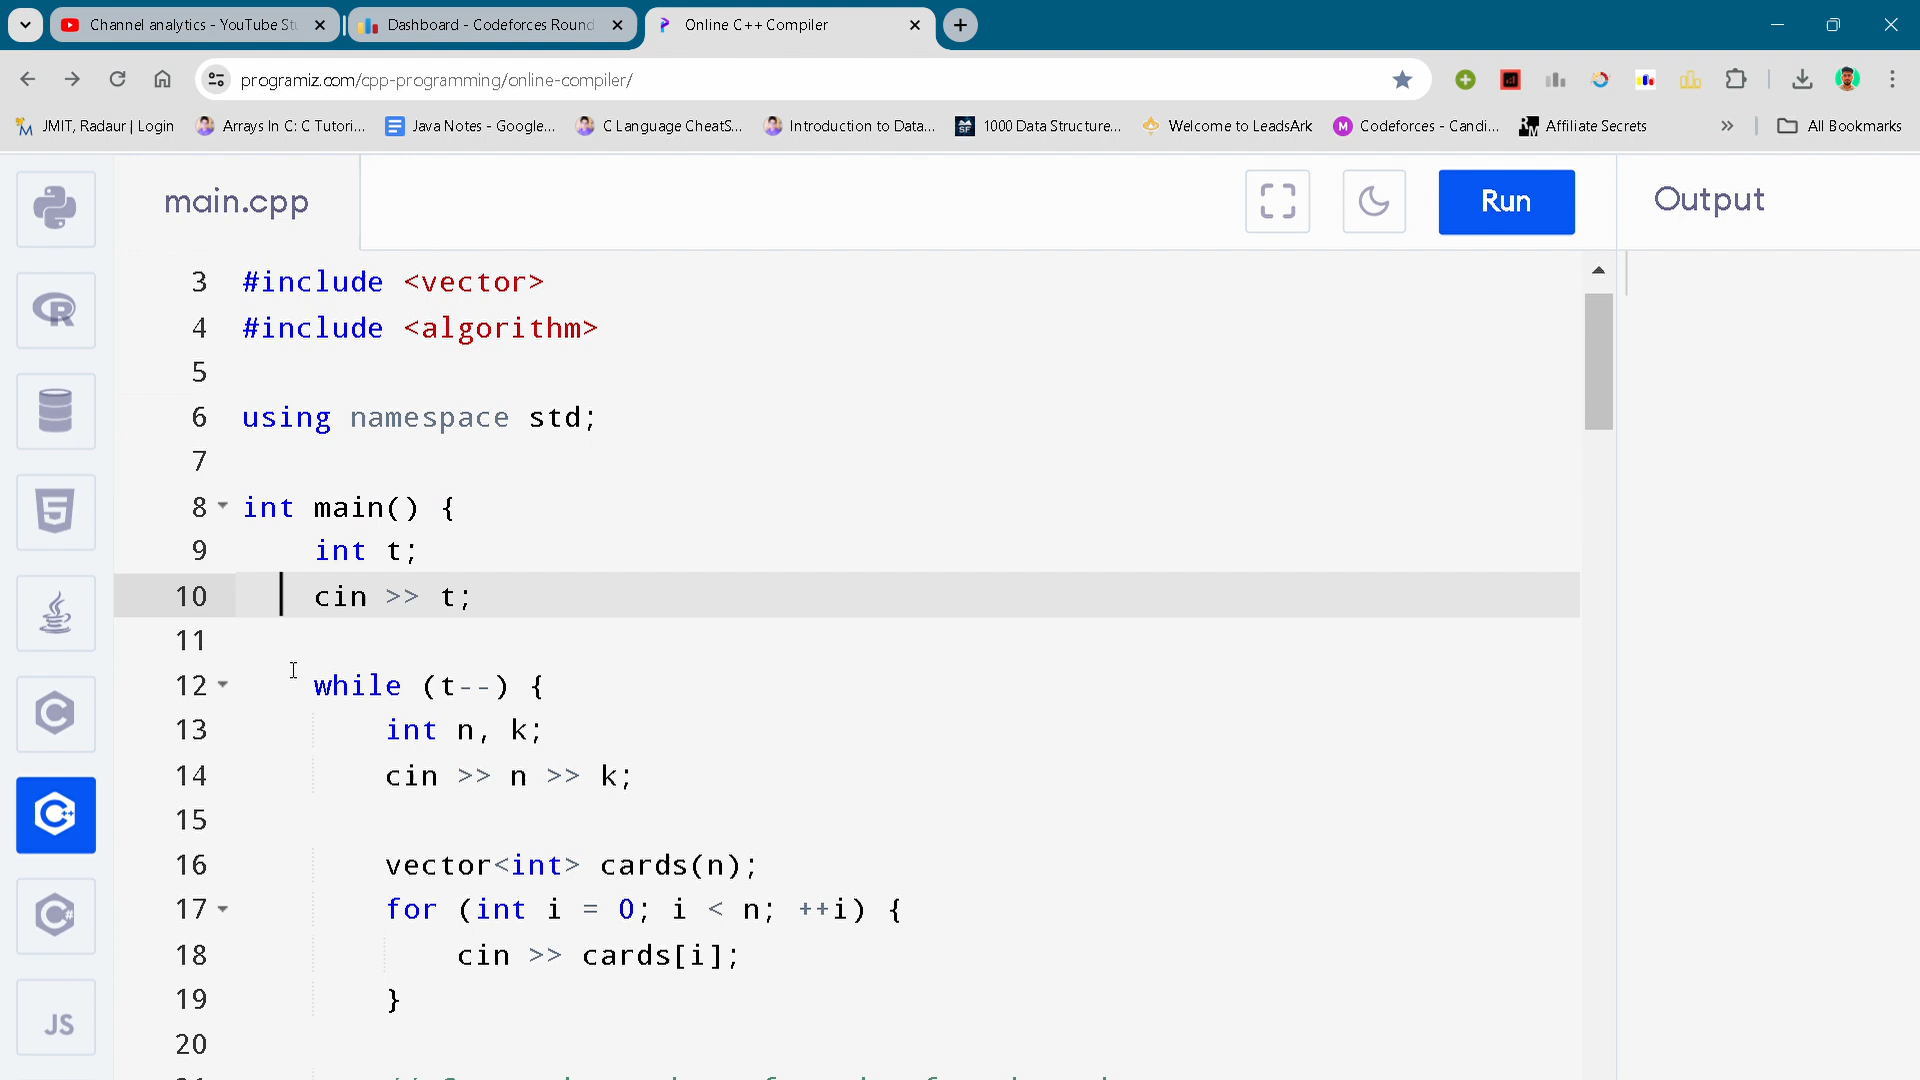 Channel analytics - YouTube Stu
Dashboard - Codeforces Round
Online C++ Compiler
programiz.com/cpp-programming/online-compiler/
JMIT, Radaur | Login
Arrays In C: C Tutori...
Java Notes - Google...
C Language CheatS...
Introduction to Data...
1000 Data Structure...
Welcome to LeadsArk
Codeforces - Candi...
Affiliate Secrets
All Bookmarks
main.cpp
Run
Output
3 #include <vector>
4 #include <algorithm>
5
6 using namespace std;
7
8 int main() {
9 int t;
10 cin >> t;
11
12 while (t--) {
13 int n, k;
14 cin >> n >> k;
15
16 vector<int> cards(n);
17 for (int i = 0; i < n; ++i) {
18 cin >> cards[i];
19 }
20
JS